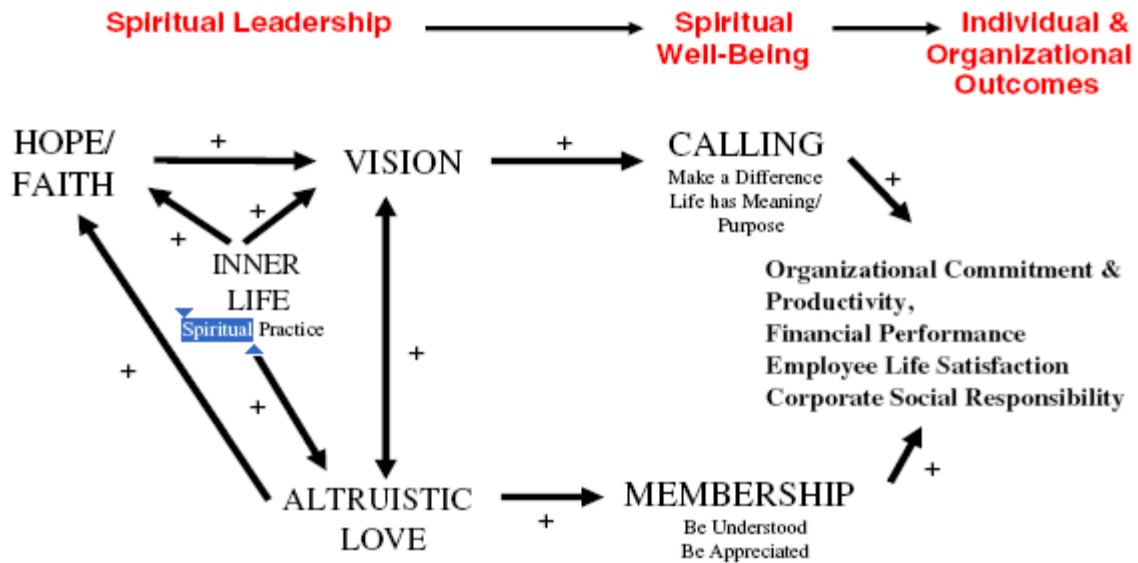 Spiritual Leadership
Spiritual
Well-Being
Individual &
Organizational
Outcomes
HOPE/
FAITH
+
VISION
+
CALLING
Make a Difference
Life has Meaning/
Purpose
+
+
+
INNER
LIFE
Spiritual Practice
Organizational Commitment &
Productivity,
Financial Performance
Employee Life Satisfaction
Corporate Social Responsibility
+
+
+
ALTRUISTIC
LOVE
+
MEMBERSHIP
Be Understood
Be Appreciated
+